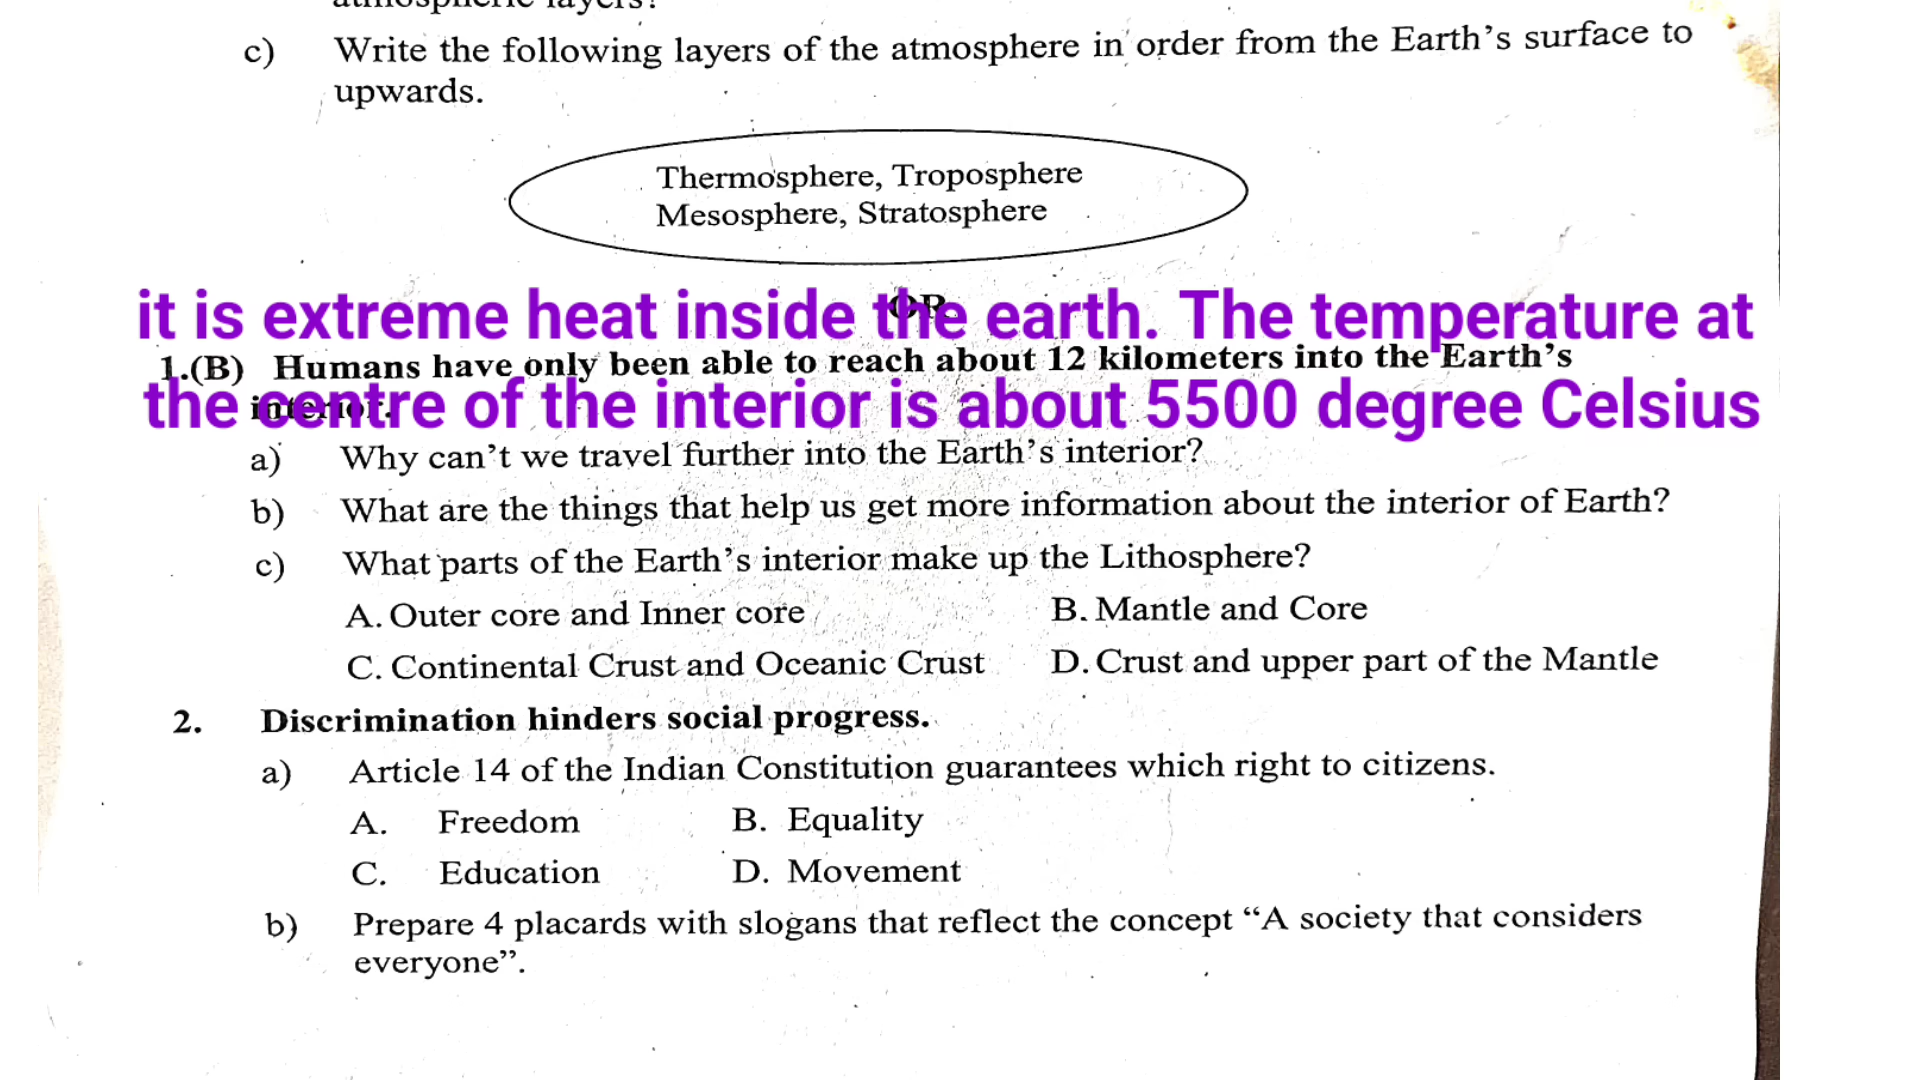 atmospheric layers?
c) Write the following layers of the atmosphere in order from the Earth's surface to
upwards.
Thermosphere, Troposphere
Mesosphere, Stratosphere
OR
it is extreme heat inside the earth. The temperature at
the centre of the interior is about 5500 degree Celsius
1.(B) Humans have only been able to reach about 12 kilometers into the Earth's
interior.
a) Why can't we travel further into the Earth's interior?
b) What are the things that help us get more information about the interior of Earth?
c) What parts of the Earth's interior make up the Lithosphere?
A. Outer core and Inner core B. Mantle and Core
C. Continental Crust and Oceanic Crust D. Crust and upper part of the Mantle
2. Discrimination hinders social progress.
a) Article 14 of the Indian Constitution guarantees which right to citizens.
A. Freedom B. Equality
C. Education D. Movement
b) Prepare 4 placards with slogans that reflect the concept “A society that considers
everyone”.